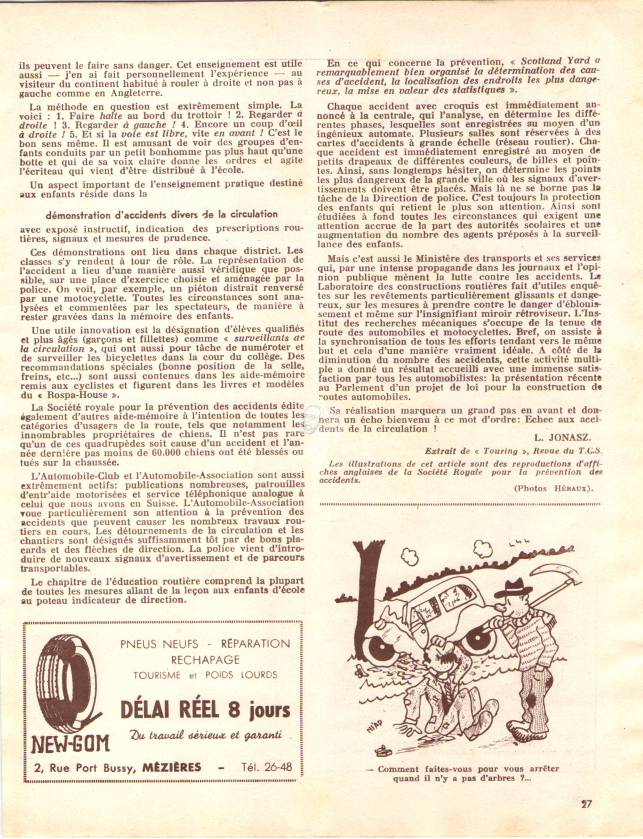 ils peuvent le faire sans danger. Cet enseignement est utile
aussi — j'en ai fait personnellement l'expérience — au
visiteur du continent habitué à rouler à droite et non pas à
gauche comme en Angleterre.
La méthode en question est extrêmement simple. La
voici : 1. Faire halte au bord du trottoir ! 2. Regarder à
droite ! 3. Regarder à gauche ! 4. Encore un coup d'œil
à droite ! 5. Et si la voie est libre, vite en avant ! C'est le
bon sens même. Il est amusant de voir des groupes d'en-
fants conduits par un petit bonhomme pas plus haut qu'une
botte et qui de sa voix claire donne les ordres et agite
l'écriteau qui vient d'être distribué à l'école.
Un aspect important de l'enseignement pratique destiné
aux enfants réside dans la
démonstration d'accidents divers de la circulation
avec exposé instructif, indication des prescriptions rou-
tières, signaux et mesures de prudence.
Ces démonstrations ont lieu dans chaque district. Les
classes s'y rendent à tour de rôle. La représentation de
l'accident a lieu d'une manière aussi véridique que pos-
sible, sur une place d'exercice choisie et aménagée par la
police. On voit, par exemple, un piéton distrait renversé
par une motocyclette. Toutes les circonstances sont ana-
lysées et commentées par les spectateurs, de manière à
rester gravées dans la mémoire des enfants.
Une utile innovation est la désignation d'élèves qualifiés
et plus âgés (garçons et fillettes) comme « surveillants de
la circulation », qui ont aussi pour tâche de numéroter et
de surveiller les bicyclettes dans la cour du collège. Des
recommandations spéciales (bonne position de la selle,
freins, etc...) sont aussi contenues dans les aide-mémoire
remis aux cyclistes et figurent dans les livres et modèles
du « Rospa-House ».
La Société royale pour la prévention des accidents édite
également d'autres aide-mémoire à l'intention de toutes les
catégories d'usagers de la route, tels que notamment les
innombrables propriétaires de chiens. Il n'est pas rare
qu'un de ces quadrupèdes soit cause d'un accident et l'an-
née dernière pas moins de 60.000 chiens ont été blessés ou
tués sur la chaussée.
L'Automobile-Club et l'Automobile-Association sont aussi
extrêmement actifs: publications nombreuses, patrouilles
d'entr'aide motorisées et service téléphonique analogue à
celui que nous avons en Suisse. L'Automobile-Association
voue particulièrement son attention à la prévention des
accidents que peuvent causer les nombreux travaux rou-
tiers en cours. Les détournements de la circulation et les
chantiers sont désignés suffisamment tôt par de bons pla-
cards et des flèches de direction. La police vient d'intro-
duire de nouveaux signaux d'avertissement et de parcours
transportables.
Le chapitre de l'éducation routière comprend la plupart
de toutes les mesures allant de la leçon aux enfants d'école
au poteau indicateur de direction.
PNEUS NEUFS - RÉPARATION
RECHAPAGE
TOURISME et POIDS LOURDS
DÉLAI RÉEL 8 jours
NEW-GOM
Du travail sérieux et garanti
2, Rue Port Bussy, MÉZIÈRES - Tél. 26-48
En ce qui concerne la prévention, « Scotland Yard a
remarquablement bien organisé la détermination des cau-
ses d'accident, la localisation des endroits les plus dange-
reux, la mise en valeur des statistiques ».
Chaque accident avec croquis est immédiatement an-
noncé à la centrale, qui l'analyse, en détermine les diffé-
rentes phases, lesquelles sont enregistrées au moyen d'un
ingénieux automate. Plusieurs salles sont réservées à des
cartes d'accidents à grande échelle (réseau routier). Cha-
que accident est immédiatement enregistré au moyen de
petits drapeaux de différentes couleurs, de billes et poin-
tes. Ainsi, sans longtemps hésiter, on détermine les points
les plus dangereux de la grande ville où les signaux d'aver-
tissements doivent être placés. Mais là ne se borne pas la
tâche de la Direction de police. C'est toujours la protection
des enfants qui retient le plus son attention. Ainsi sont
étudiées à fond toutes les circonstances qui exigent une
attention accrue de la part des autorités scolaires et une
augmentation du nombre des agents préposés à la surveil-
lance des enfants.
Mais c'est aussi le Ministère des transports et ses services
qui, par une intense propagande dans les journaux et l'opi-
nion publique mènent la lutte contre les accidents. Le
Laboratoire des constructions routières fait d'utiles enquê-
tes sur les revêtements particulièrement glissants et dange-
reux, sur les mesures à prendre contre le danger d'éblouis-
sement et même sur l'insignifiant miroir rétroviseur. L'Ins-
titut des recherches mécaniques s'occupe de la tenue de
route des automobiles et motocyclettes. Bref, on assiste à
la synchronisation de tous les efforts tendant vers le même
but et cela d'une manière vraiment idéale. A côté de la
diminution du nombre des accidents, cette activité multi-
ple a donné un résultat accueilli avec une immense satis-
faction par tous les automobilistes: la présentation récente
au Parlement d'un projet de loi pour la construction de
routes automobiles.
Sa réalisation marquera un grand pas en avant et don-
nera un écho bienvenu à ce mot d'ordre: Echec aux acci-
dents de la circulation !
L. JONASZ.
Extrait de « Touring », Revue du T.C.S.
Les illustrations de cet article sont des reproductions d'affi-
ches anglaises de la Société Royale pour la prévention des
accidents.
(Photos HÉRAUX).
— Comment faites-vous pour vous arrêter
quand il n'y a pas d'arbres ?...
27